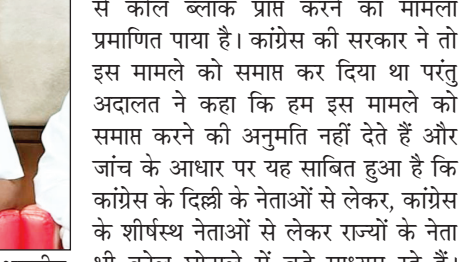 से कोल ब्लॉक प्राप्त करने का मामला
प्रमाणित पाया है। कांग्रेस की सरकार ने तो
इस मामले को समाप्त कर दिया था परंतु
अदालत ने कहा कि हम इस मामले को
समाप्त करने की अनुमति नहीं देते हैं और
जांच के आधार पर यह साबित हुआ है कि
कांग्रेस के दिल्ली के नेताओं से लेकर, कांग्रेस
के शीर्षस्थ नेताओं से लेकर राज्यों के नेता